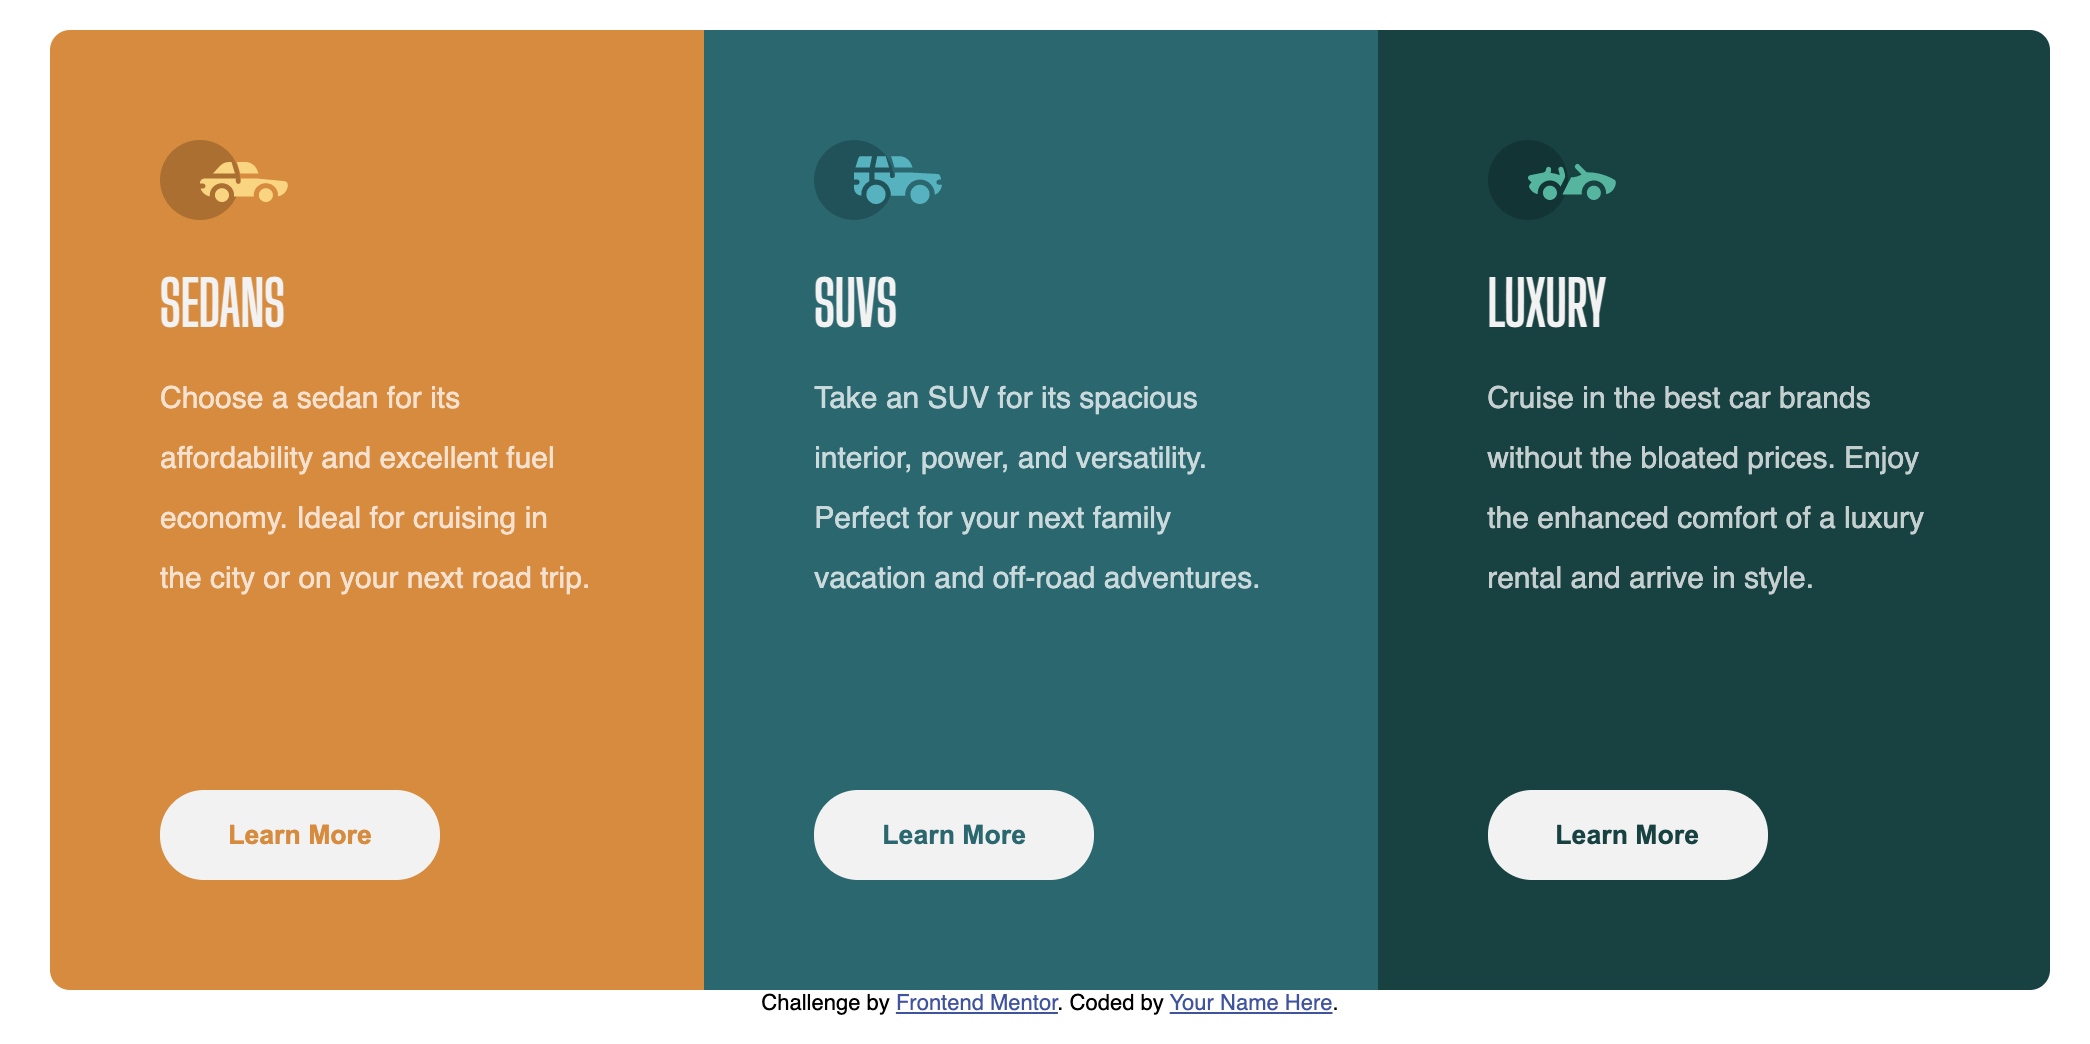 SEDANS
Choose a sedan for its
affordability and excellent fuel
economy. Ideal for cruising in
the city or on your next road trip.
Learn More
SUVS
Take an SUV for its spacious
interior, power, and versatility.
Perfect for your next family
vacation and off-road adventures.
Learn More
LUXURY
Cruise in the best car brands
without the bloated prices. Enjoy
the enhanced comfort of a luxury
rental and arrive in style.
Learn More
Challenge by Frontend Mentor. Coded by Your Name Here.